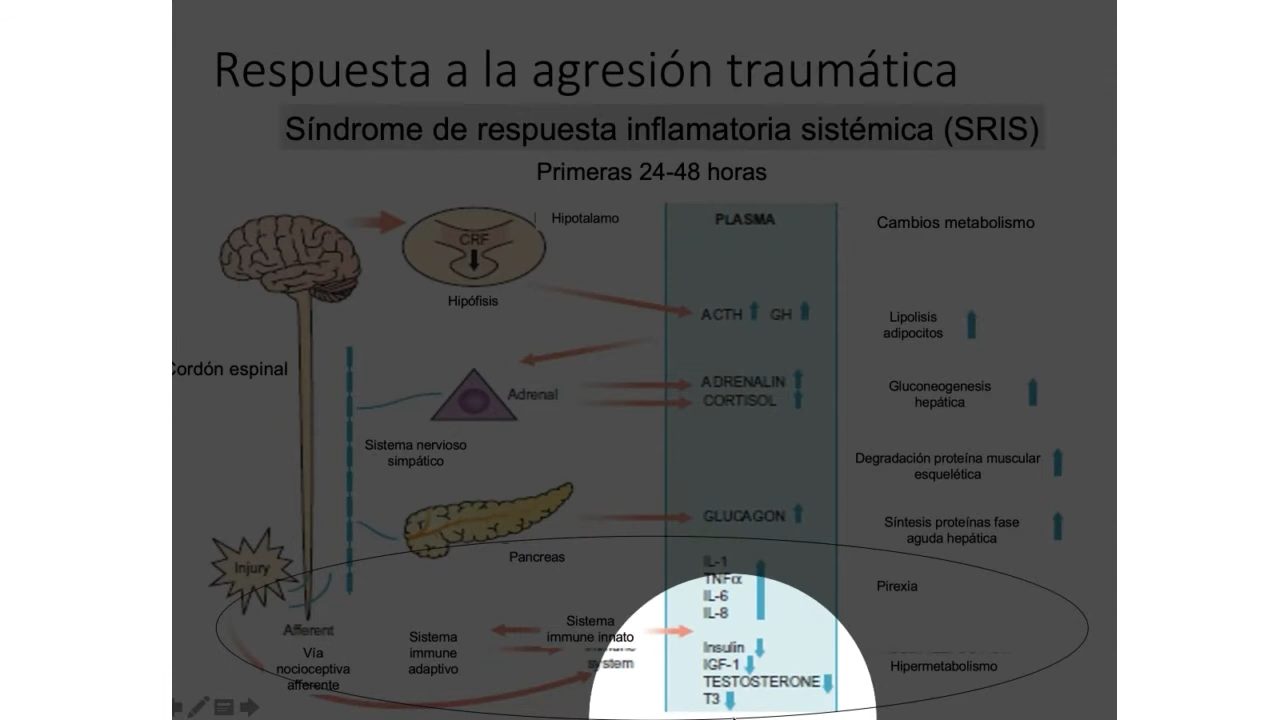 Respuesta a la agresión traumática
Síndrome de respuesta inflamatoria sistémica (SRIS)
Primeras 24-48 horas
Hipotalamo
PLASMA
Cambios metabolismo
CRF
Hipófisis
ACTH GH
Lipolisis
adipocitos
Cordón espinal
Adrenal
ADRENALIN
CORTISOL
Gluconeogenesis
hepática
Sistema nervioso
simpático
Degradación proteína muscular
esquelética
GLUCAGON
Síntesis proteínas fase
aguda hepática
Pancreas
Injury
IL-1
TNFα
IL-6
IL-8
Pirexia
Afferent
Vía
nociceptiva
afferente
Sistema
immune
adaptivo
Sistema
immune innato
system
Insulin
IGF-1
TESTOSTERONE
T3
Hipermetabolismo